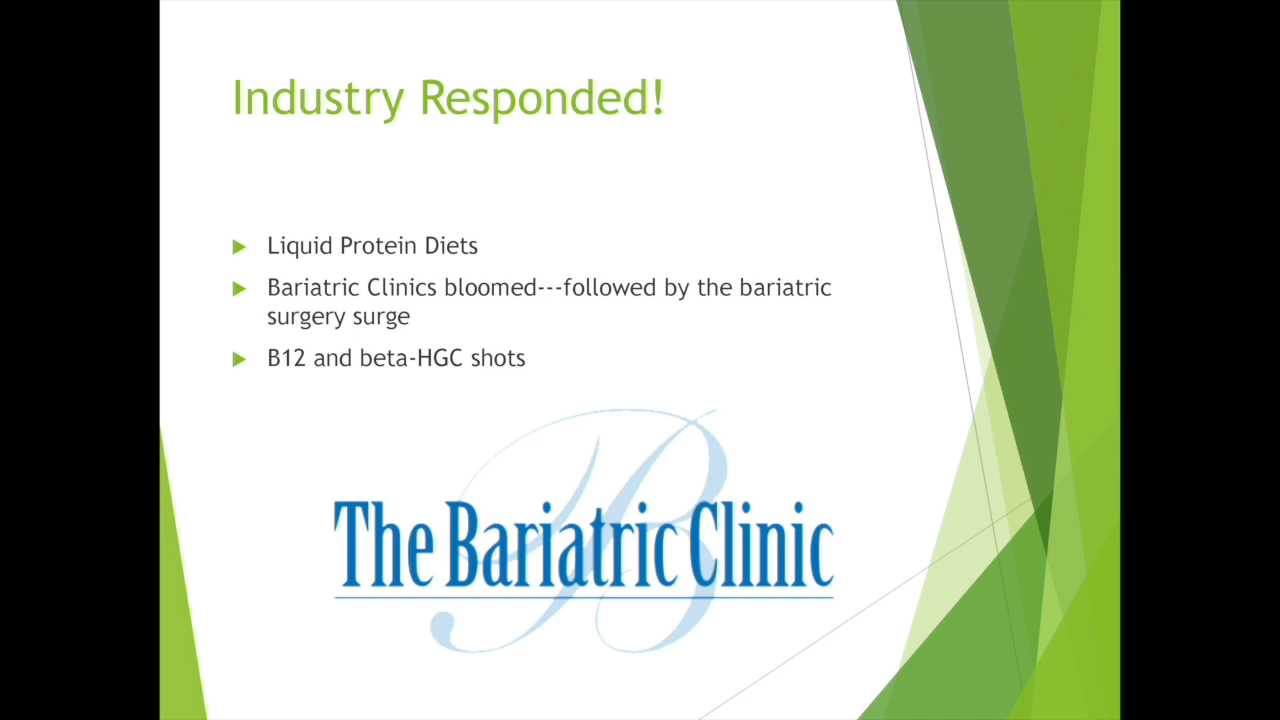 Industry Responded!
Liquid Protein Diets
Bariatric Clinics bloomed---followed by the bariatric
surgery surge
B12 and beta-HGC shots
The Bariatric Clinic